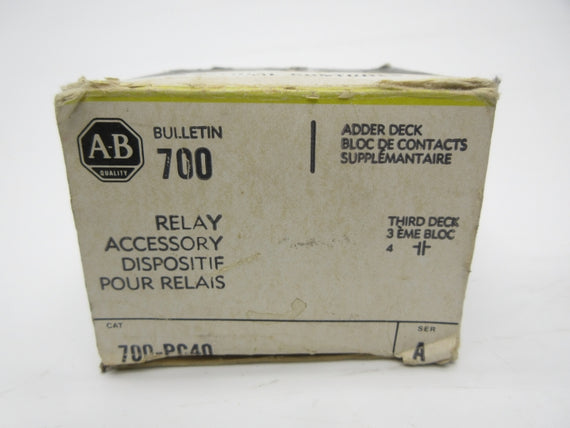 A-B
QUALITY
BULLETIN
700
ADDER DECK
BLOC DE CONTACTS
SUPPLÉMANTAIRE
RELAY
ACCESSORY
DISPOSITIF
POUR RELAIS
THIRD DECK
3 ÈME BLOC
4
CAT
700-PC40
SER
A